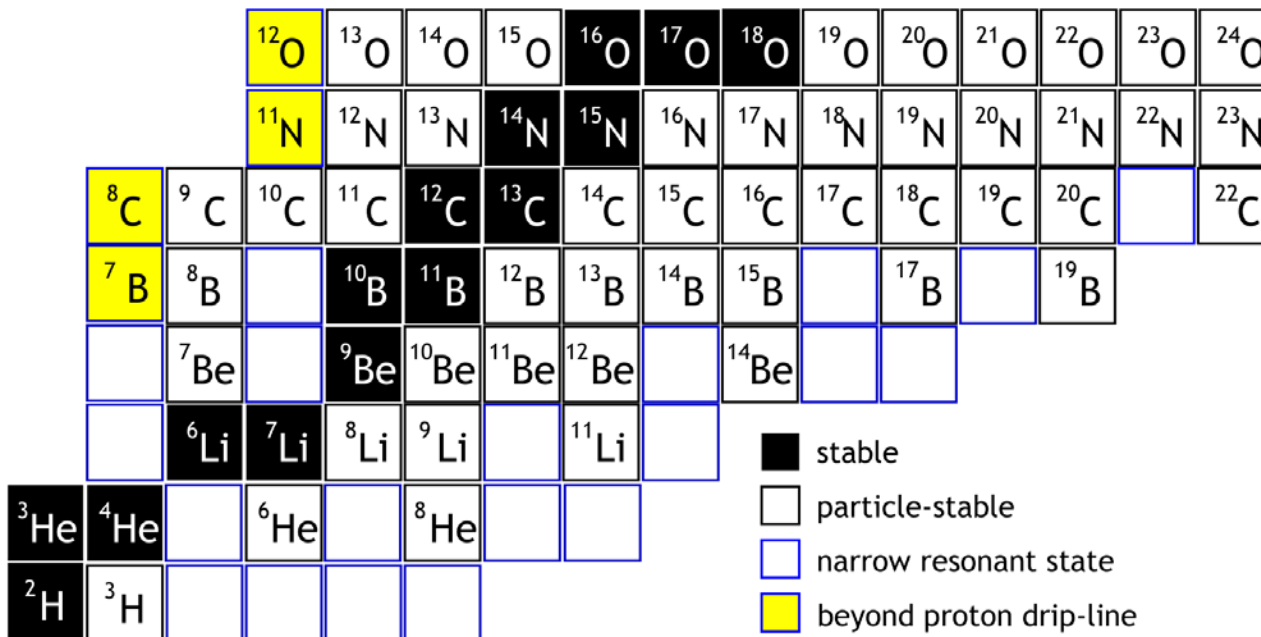 12O 13O 14O 15O 16O 17O 18O 19O 20O 21O 22O 23O 24O
11N 12N 13N 14N 15N 16N 17N 18N 19N 20N 21N 22N 23N
8C 9C 10C 11C 12C 13C 14C 15C 16C 17C 18C 19C 20C 22C
7B 8B 10B 11B 12B 13B 14B 15B 17B 19B
7Be 9Be 10Be 11Be 12Be 14Be
6Li 7Li 8Li 9Li 11Li
stable
3He 4He 6He 8He
particle-stable
narrow resonant state
2H 3H
beyond proton drip-line